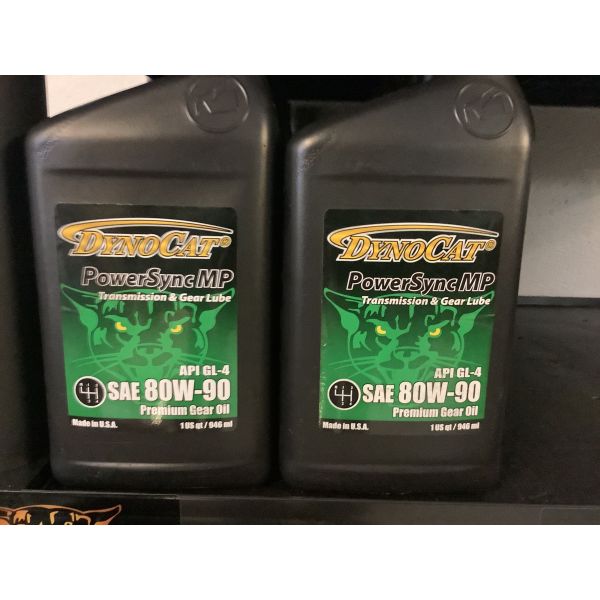 DYNOCAT®
PowerSync MP
Transmission & Gear Lube
API GL-4
SAE 80W-90
Premium Gear Oil
Made in U.S.A.
1 US qt / 946 ml
DYNOCAT®
PowerSync MP
Transmission & Gear Lube
API GL-4
SAE 80W-90
Premium Gear Oil
Made in U.S.A.
1 US qt / 946 ml